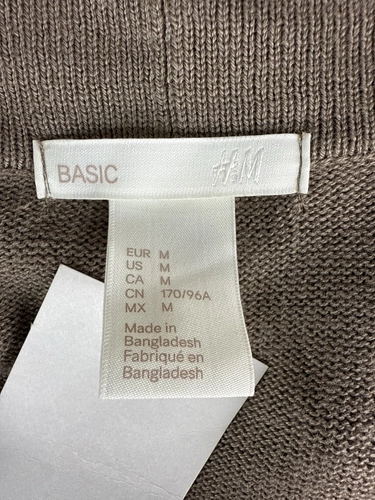 BASIC
H&M
EUR M
US M
CA M
CN 170/96A
MX M
Made in
Bangladesh
Fabriqué en
Bangladesh